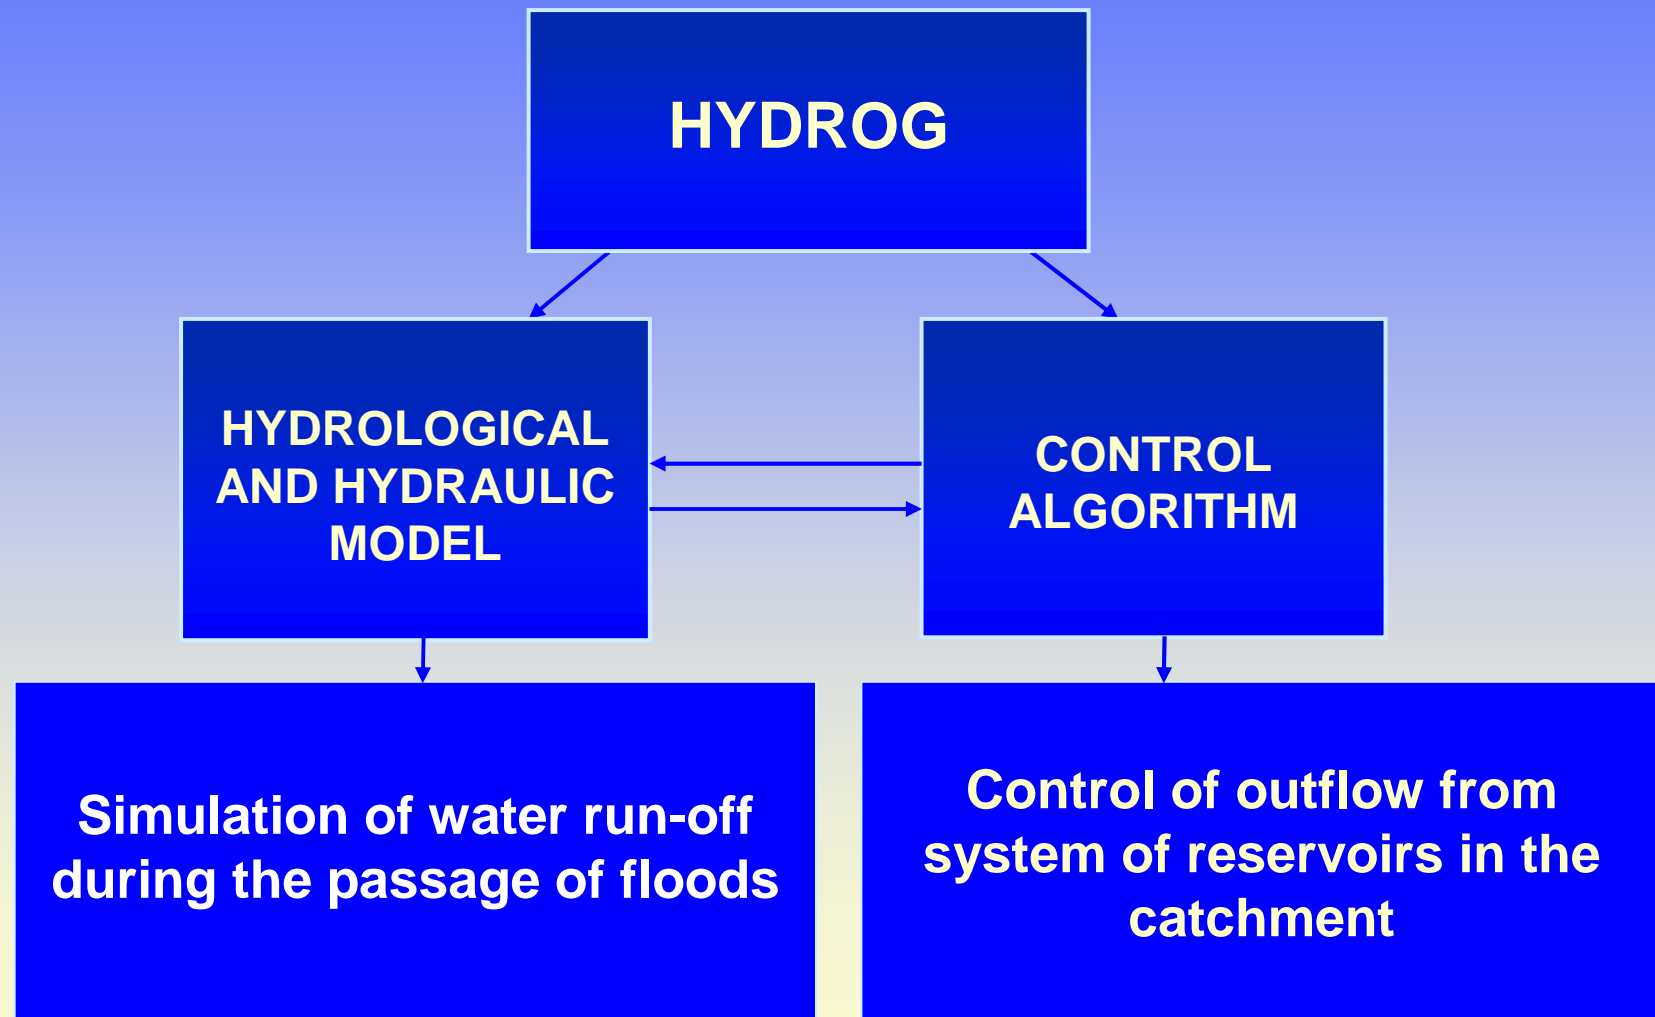 HYDROG
HYDROLOGICAL
AND HYDRAULIC
MODEL
CONTROL
ALGORITHM
Simulation of water run-off
during the passage of floods
Control of outflow from
system of reservoirs in the
catchment